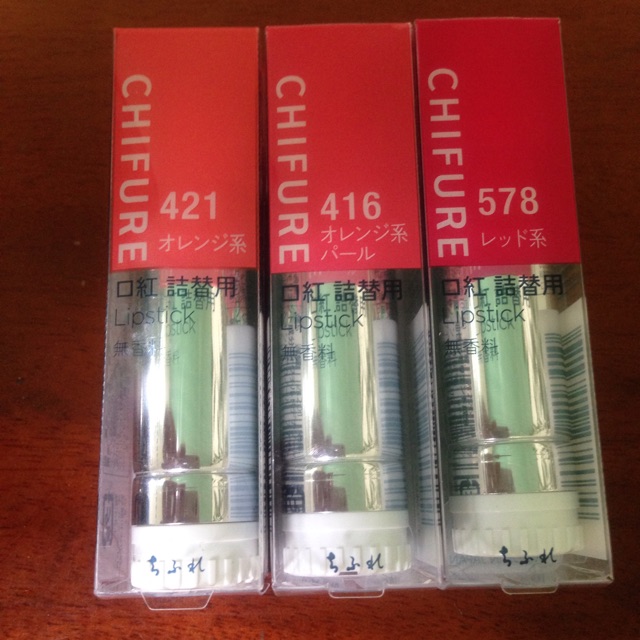 CHIFURE
421
オレンジ系
口紅 詰替用
Lipstick
無香料
ちふれ
CHIFURE
416
オレンジ系
パール
口紅 詰替用
Lipstick
無香料
ちふれ
CHIFURE
578
レッド系
口紅 詰替用
Lipstick
無香料
ちふれ